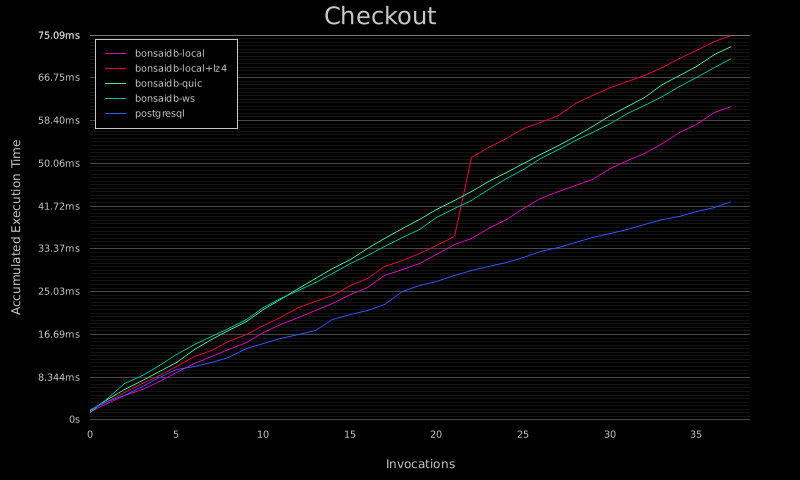 Checkout
75.09ms
66.75ms
58.40ms
50.06ms
41.72ms
33.37ms
25.03ms
16.69ms
8.344ms
0s
bonsaidb-local
bonsaidb-local+lz4
bonsaidb-quic
bonsaidb-ws
postgresql
Accumulated Execution Time
0 5 10 15 20 25 30 35
Invocations